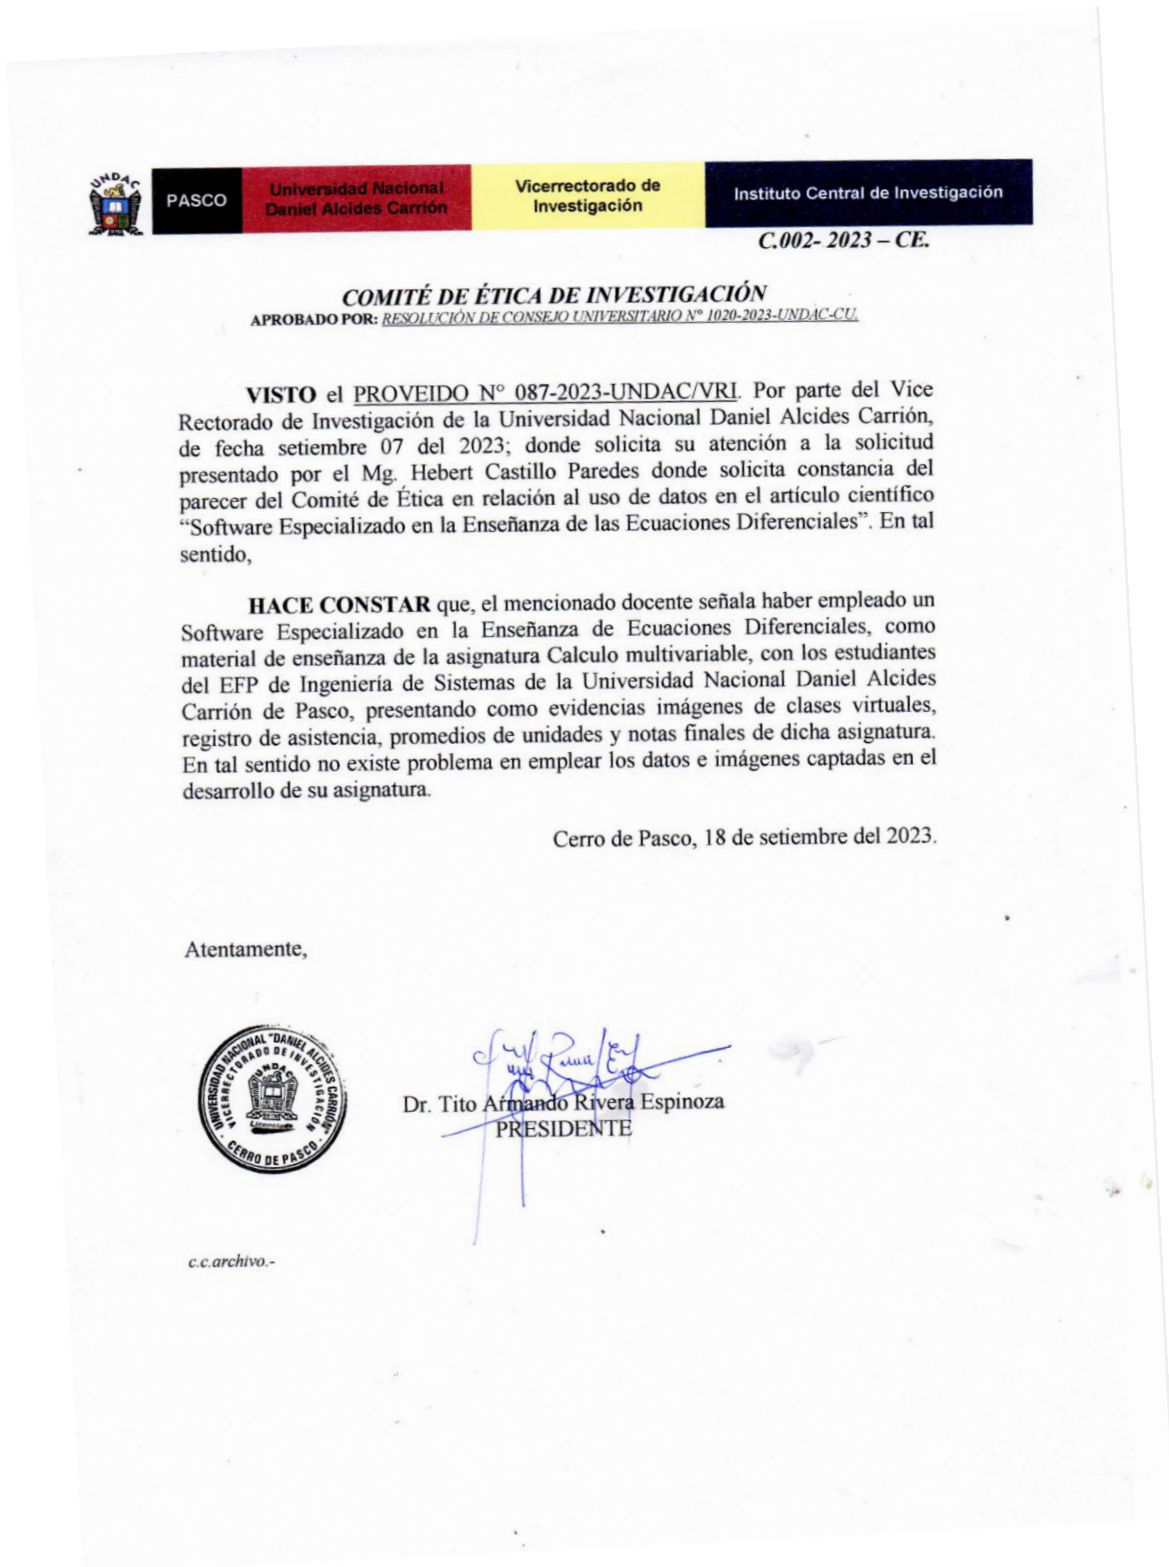 UNDAC
PASCO
Universidad Nacional
Daniel Alcides Carrión
Vicerrectorado de
Investigación
Instituto Central de Investigación
C.002- 2023 – CE.
COMITÉ DE ÉTICA DE INVESTIGACIÓN
APROBADO POR: RESOLUCIÓN DE CONSEJO UNIVERSITARIO N° 1020-2023-UNDAC-CU.
VISTO el PROVEIDO N° 087-2023-UNDAC/VRI. Por parte del Vice
Rectorado de Investigación de la Universidad Nacional Daniel Alcides Carrión,
de fecha setiembre 07 del 2023; donde solicita su atención a la solicitud
presentado por el Mg. Hebert Castillo Paredes donde solicita constancia del
parecer del Comité de Ética en relación al uso de datos en el artículo científico
“Software Especializado en la Enseñanza de las Ecuaciones Diferenciales”. En tal
sentido,
HACE CONSTAR que, el mencionado docente señala haber empleado un
Software Especializado en la Enseñanza de Ecuaciones Diferenciales, como
material de enseñanza de la asignatura Calculo multivariable, con los estudiantes
del EFP de Ingeniería de Sistemas de la Universidad Nacional Daniel Alcides
Carrión de Pasco, presentando como evidencias imágenes de clases virtuales,
registro de asistencia, promedios de unidades y notas finales de dicha asignatura.
En tal sentido no existe problema en emplear los datos e imágenes captadas en el
desarrollo de su asignatura.
Cerro de Pasco, 18 de setiembre del 2023.
Atentamente,
UNIVERSIDAD NACIONAL "DANIEL ALCIDES CARRIÓN"
VICERRECTORADO DE INVESTIGACIÓN
UNDAC
Licenciada
- CERRO DE PASCO -
Dr. Tito Armando Rivera Espinoza
PRESIDENTE
c.c.archivo.-